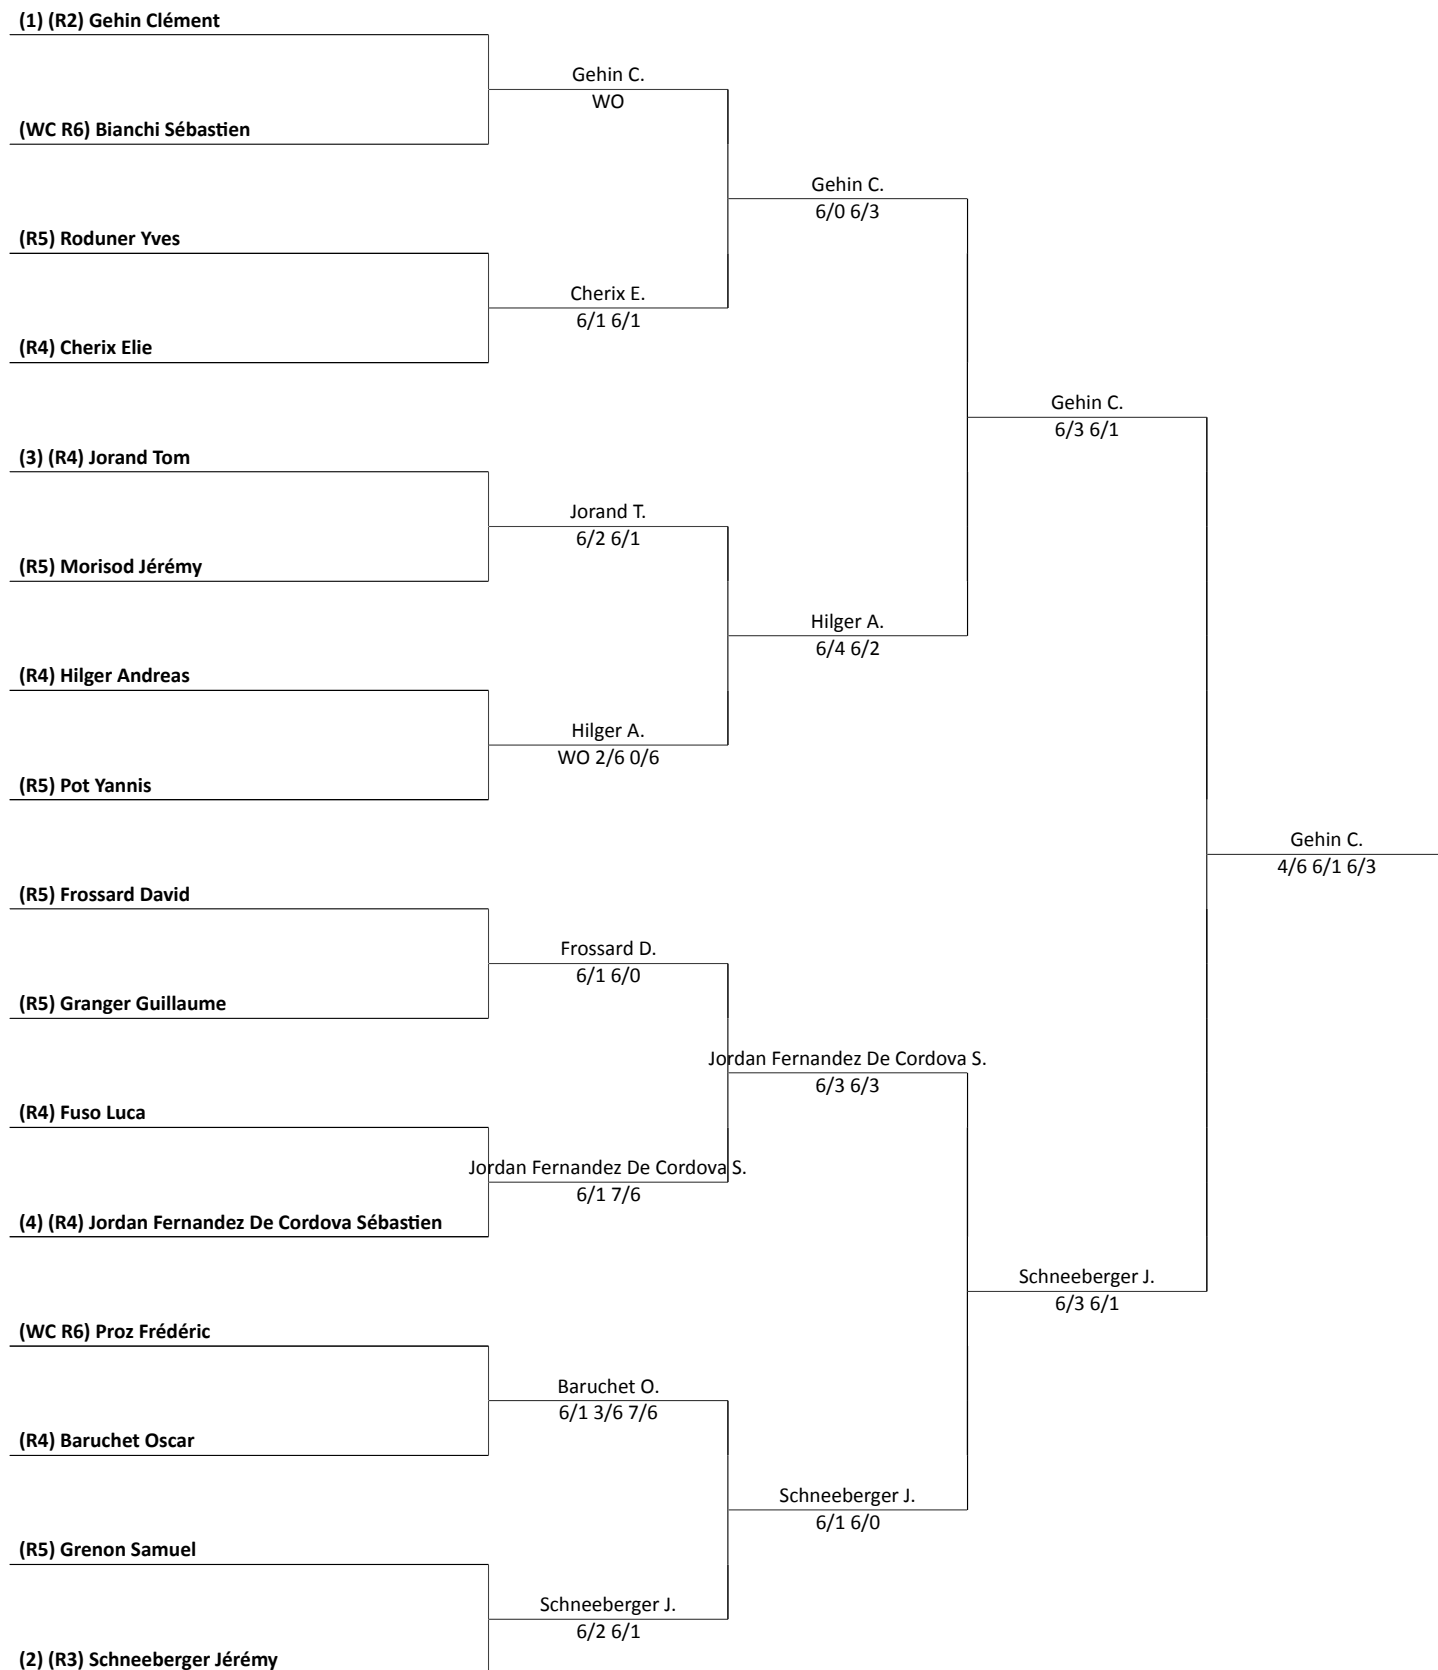 (1) (R2) Gehin Clément
Gehin C.
WO
(WC R6) Bianchi Sébastien
Gehin C.
6/0 6/3
(R5) Roduner Yves
Cherix E.
6/1 6/1
(R4) Cherix Elie
Gehin C.
6/3 6/1
(3) (R4) Jorand Tom
Jorand T.
6/2 6/1
(R5) Morisod Jérémy
Hilger A.
6/4 6/2
(R4) Hilger Andreas
Hilger A.
WO 2/6 0/6
(R5) Pot Yannis
Gehin C.
4/6 6/1 6/3
(R5) Frossard David
Frossard D.
6/1 6/0
(R5) Granger Guillaume
Jordan Fernandez De Cordova S.
6/3 6/3
(R4) Fuso Luca
Jordan Fernandez De Cordova S.
6/1 7/6
(4) (R4) Jordan Fernandez De Cordova Sébastien
Schneeberger J.
6/3 6/1
(WC R6) Proz Frédéric
Baruchet O.
6/1 3/6 7/6
(R4) Baruchet Oscar
Schneeberger J.
6/1 6/0
(R5) Grenon Samuel
Schneeberger J.
6/2 6/1
(2) (R3) Schneeberger Jérémy